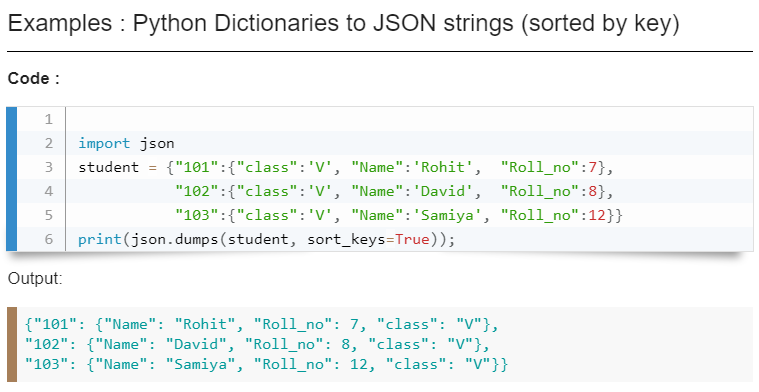 Examples : Python Dictionaries to JSON strings (sorted by key)
Code :
1
2 import json
3 student = {"101":{"class":'V', "Name":'Rohit',  "Roll_no":7},
4            "102":{"class":'V', "Name":'David',  "Roll_no":8},
5            "103":{"class":'V', "Name":'Samiya', "Roll_no":12}}
6 print(json.dumps(student, sort_keys=True));
Output:
{"101": {"Name": "Rohit", "Roll_no": 7, "class": "V"},
"102": {"Name": "David", "Roll_no": 8, "class": "V"},
"103": {"Name": "Samiya", "Roll_no": 12, "class": "V"}}